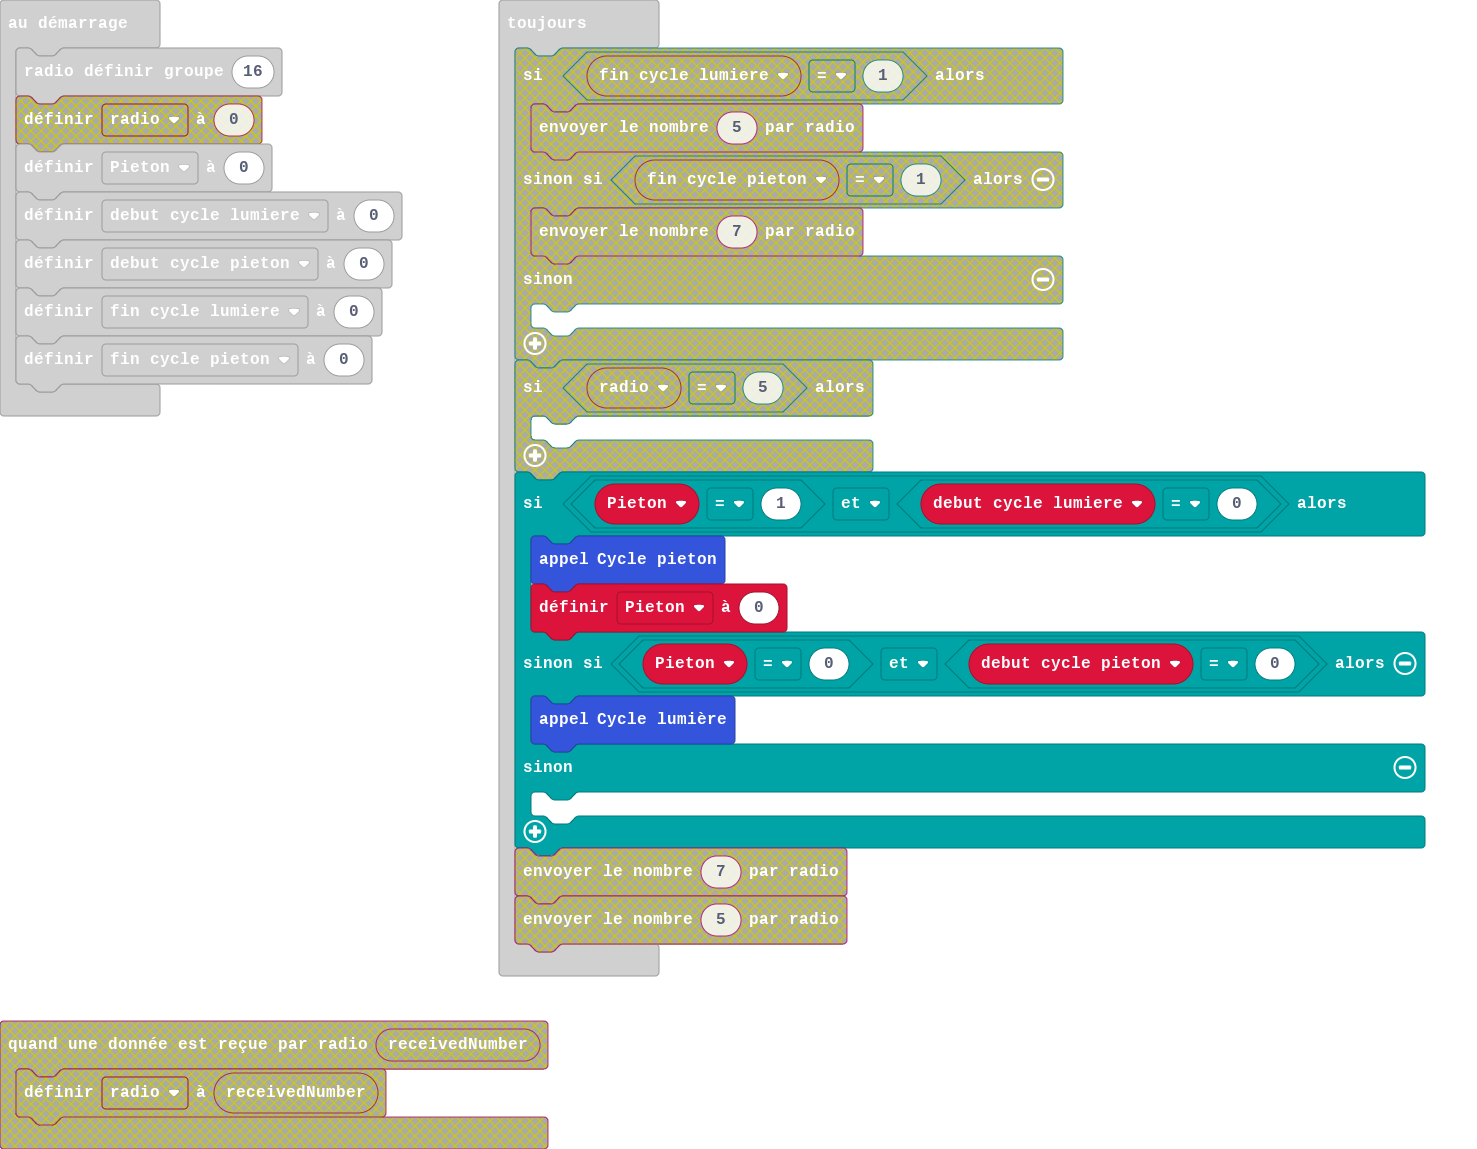 au démarrage
radio définir groupe 16
définir radio à 0
définir Pieton à 0
définir debut cycle lumiere à 0
définir debut cycle pieton à 0
définir fin cycle lumiere à 0
définir fin cycle pieton à 0
toujours
si fin cycle lumiere = 1 alors
envoyer le nombre 5 par radio
sinon si fin cycle pieton = 1 alors
envoyer le nombre 7 par radio
sinon
si radio = 5 alors
si Pieton = 1 et debut cycle lumiere = 0 alors
appel Cycle pieton
définir Pieton à 0
sinon si Pieton = 0 et debut cycle pieton = 0 alors
appel Cycle lumière
sinon
envoyer le nombre 7 par radio
envoyer le nombre 5 par radio
quand une donnée est reçue par radio receivedNumber
définir radio à receivedNumber